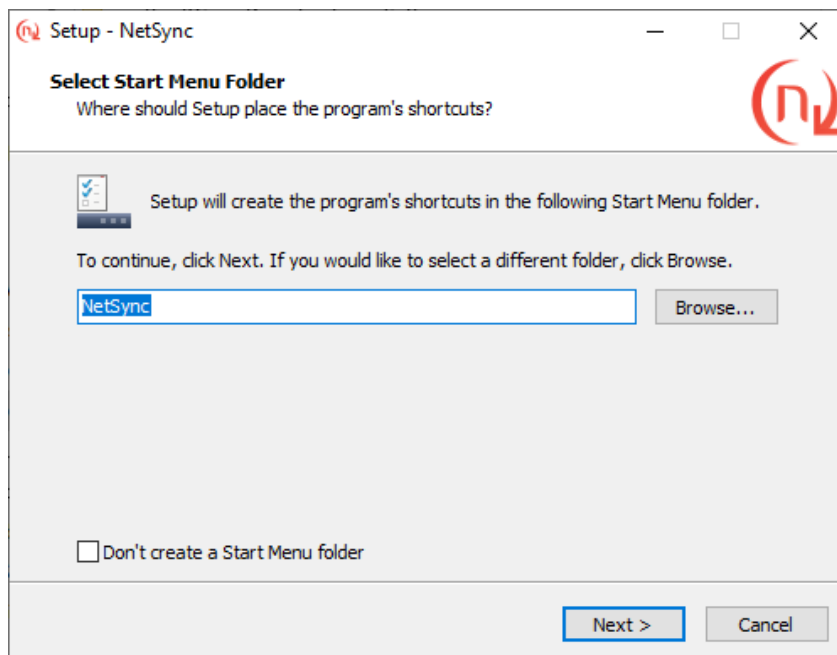 Setup - NetSync
Select Start Menu Folder
Where should Setup place the program's shortcuts?
n
Setup will create the program's shortcuts in the following Start Menu folder.
To continue, click Next. If you would like to select a different folder, click Browse.
NetSync
Browse...
Don't create a Start Menu folder
Next >
Cancel